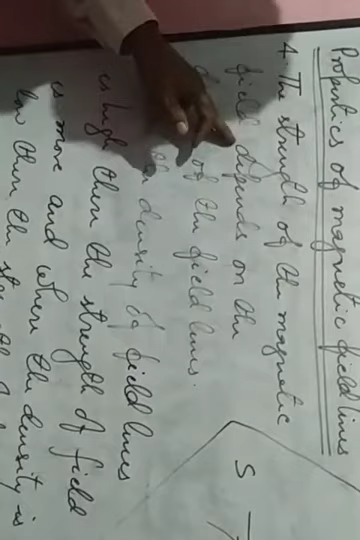 Properties of magnetic field lines
4. The strength of the magnetic
field depends on the
of the field lines.
density of field lines
is high then the strength of field
is more and when the density is
low then the
S